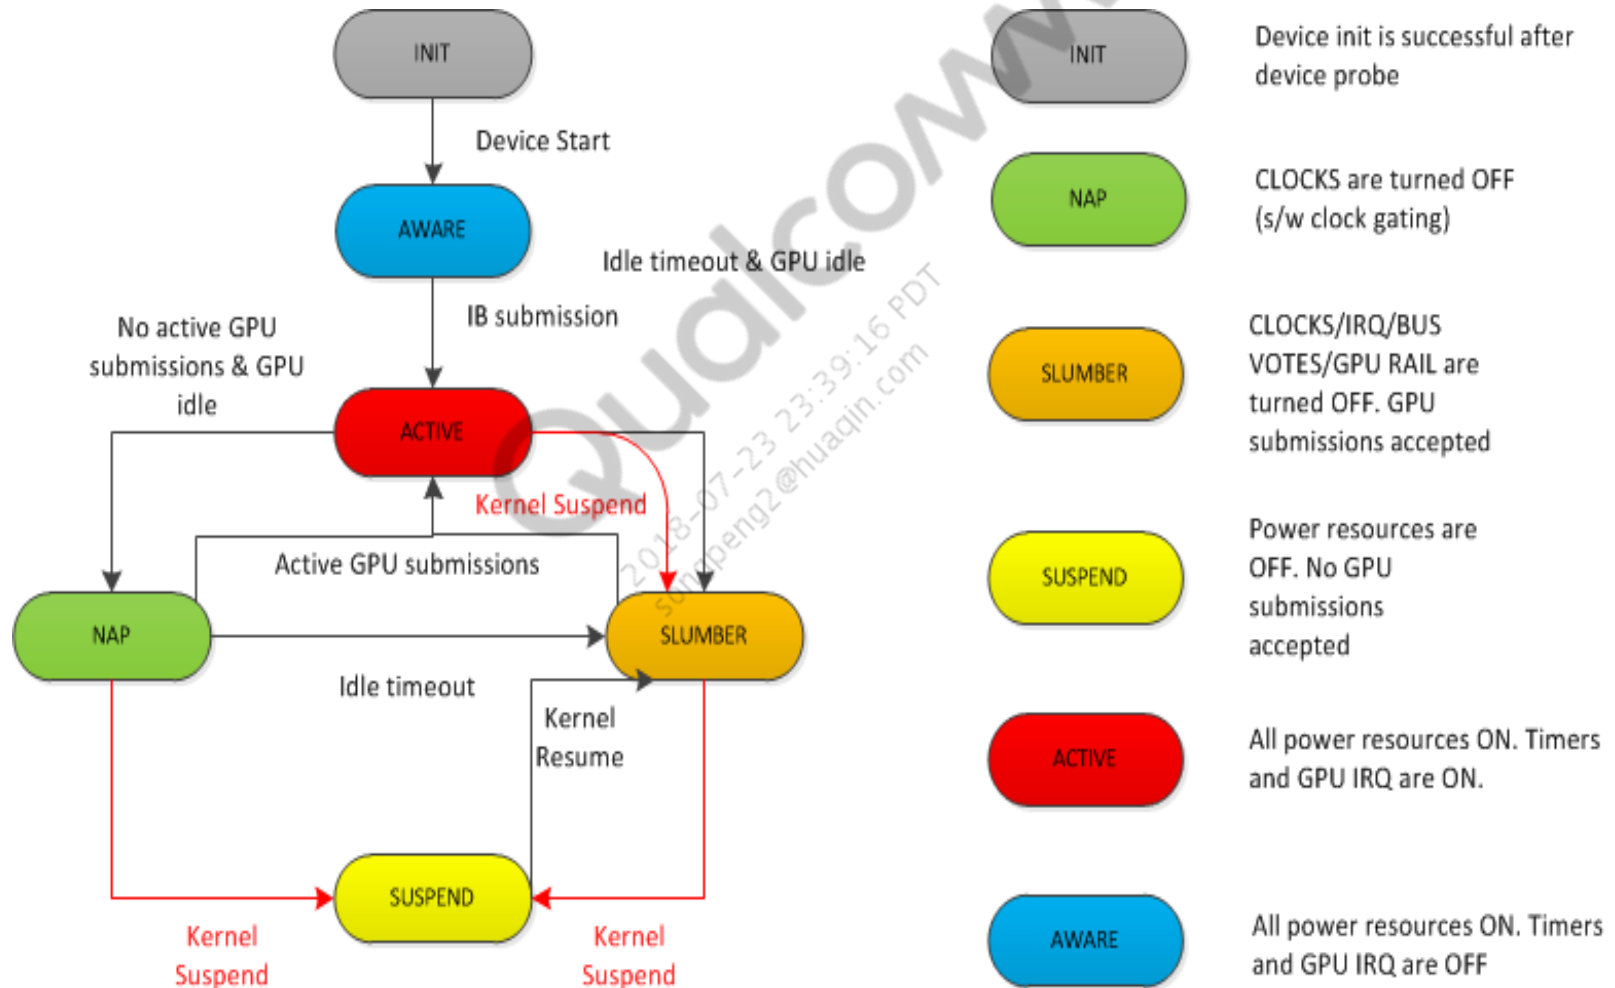 INIT
Device Start
AWARE
Idle timeout & GPU idle
IB submission
No active GPU
submissions & GPU
idle
ACTIVE
Kernel Suspend
Active GPU submissions
NAP
SLUMBER
Idle timeout
Kernel
Resume
SUSPEND
Kernel
Suspend
Kernel
Suspend
INIT
Device init is successful after
device probe
NAP
CLOCKS are turned OFF
(s/w clock gating)
SLUMBER
CLOCKS/IRQ/BUS
VOTES/GPU RAIL are
turned OFF. GPU
submissions accepted
SUSPEND
Power resources are
OFF. No GPU
submissions
accepted
ACTIVE
All power resources ON. Timers
and GPU IRQ are ON.
AWARE
All power resources ON. Timers
and GPU IRQ are OFF
2018-07-23 23:39:16 PDT
songpeng2@huaqin.com